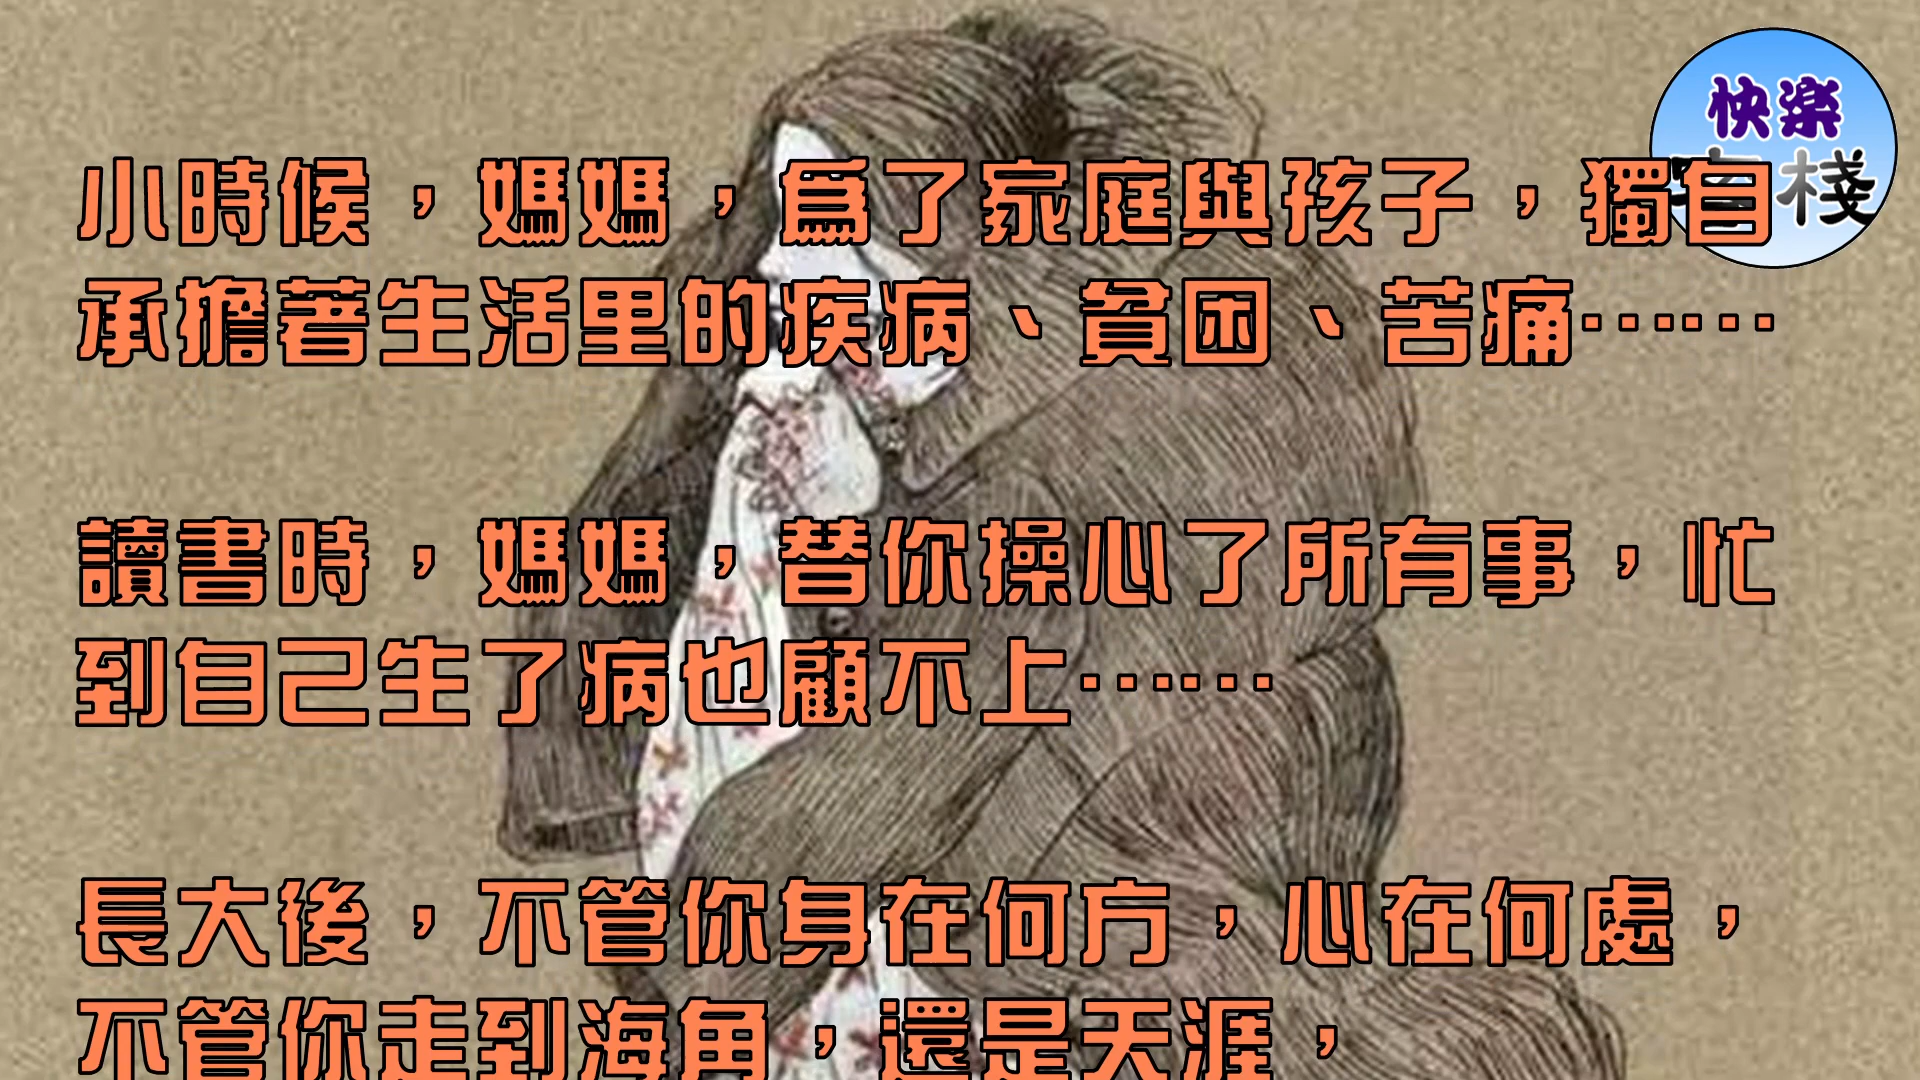 快楽
客栈
小時候，媽媽，爲了家庭與孩子，獨自
承擔著生活里的疾病、貧困、苦痛……
讀書時，媽媽，替你操心了所有事，忙
到自己生了病也顧不上……
長大後，不管你身在何方，心在何處，
不管你走到海角，還是天涯，